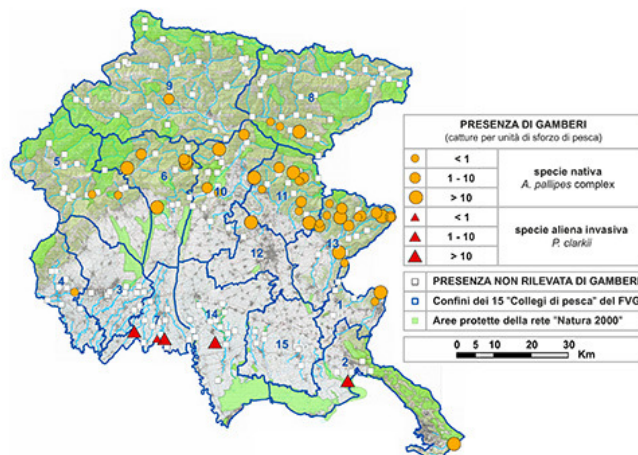 9
8
5
6
10
11
12
13
4
3
7
14
15
1
2
PRESENZA DI GAMBERI
(catture per unità di sforzo di pesca)
< 1
1 - 10
> 10
specie nativa
A. pallipes complex
< 1
1 - 10
> 10
specie aliena invasiva
P. clarkii
PRESENZA NON RILEVATA DI GAMBERI
Confini dei 15 "Collegi di pesca" del FVG
Aree protette della rete "Natura 2000"
0 5 10 20 30
Km